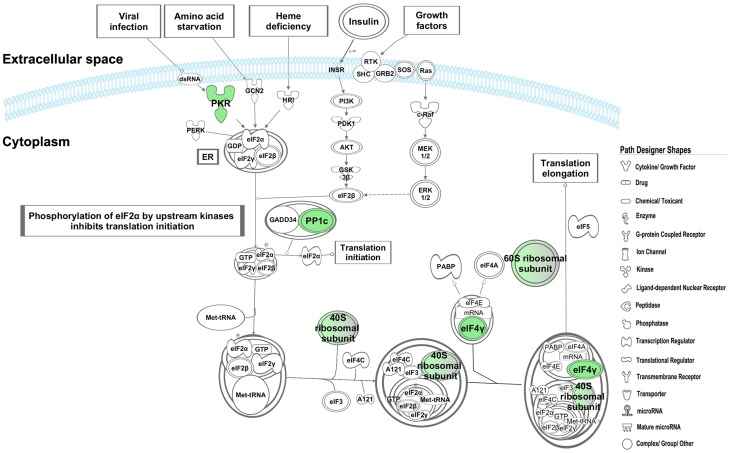 Viral
infection
Amino acid
starvation
Heme
deficiency
Insulin
Growth
factors
Extracellular space
dsRNA
GCN2
HRI
INSR
RTK
SHC
GRB2
SOS
Ras
PKR
PERK
PI3K
c-Raf
Cytoplasm
GDP
eIF2α
eIF2γ
eIF2β
ER
PDK1
AKT
GSK
3β
eIF2β
MEK
1/2
ERK
1/2
Translation
elongation
Path Designer Shapes
Cytokine/ Growth Factor
Drug
Chemical/ Toxicant
Enzyme
G-protein Coupled Receptor
Ion Channel
Kinase
Ligand-dependent Nuclear Receptor
Peptidase
Phosphatase
Transcription Regulator
Translational Regulator
Transmembrane Receptor
Transporter
microRNA
Mature microRNA
Complex/ Group/ Other
Phosphorylation of eIF2α by upstream kinases
inhibits translation initiation
GADD34
PP1c
eIF5
GTP
eIF2α
eIF2γ
eIF2β
eIF2α
Translation
initiation
PABP
eIF4A
60S ribosomal
subunit
eIF4E
mRNA
eIF4γ
Met-tRNA
40S
ribosomal
subunit
eIF2α
GTP
eIF2β
eIF2γ
Met-tRNA
eIF4C
eIF3
A121
eIF4C
A121
eIF3
40S
ribosomal
subunit
eIF2α
GTP
Met-tRNA
eIF2β
eIF2γ
PABP
eIF4A
mRNA
eIF4E
eIF4γ
A121
eIF3
40S
ribosomal
subunit
eIF4C
eIF2α
GTP
Met-tRNA
eIF2β
eIF2γ